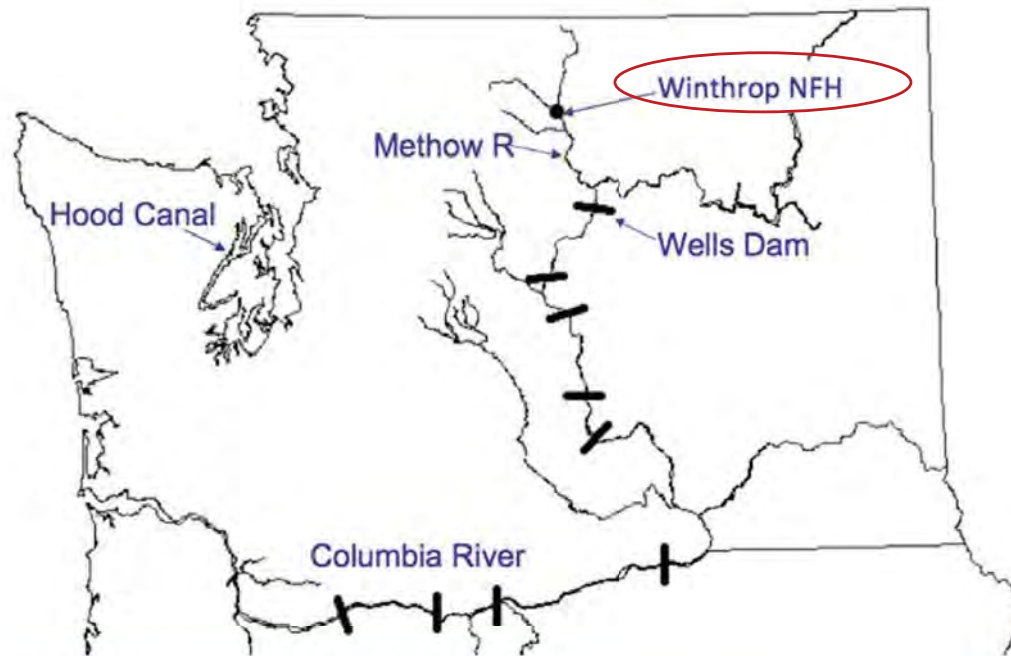 Winthrop NFH
Methow R
Hood Canal
Wells Dam
Columbia River